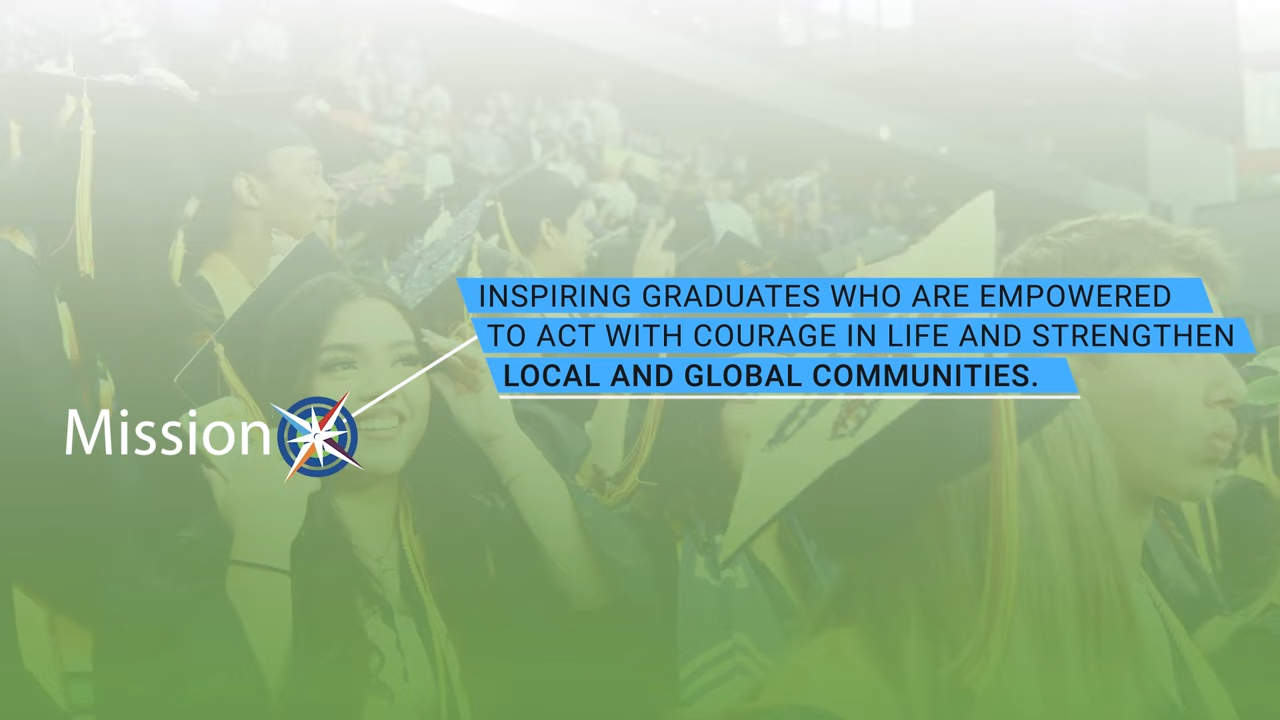 INSPIRING GRADUATES WHO ARE EMPOWERED
TO ACT WITH COURAGE IN LIFE AND STRENGTHEN
LOCAL AND GLOBAL COMMUNITIES.
Mission